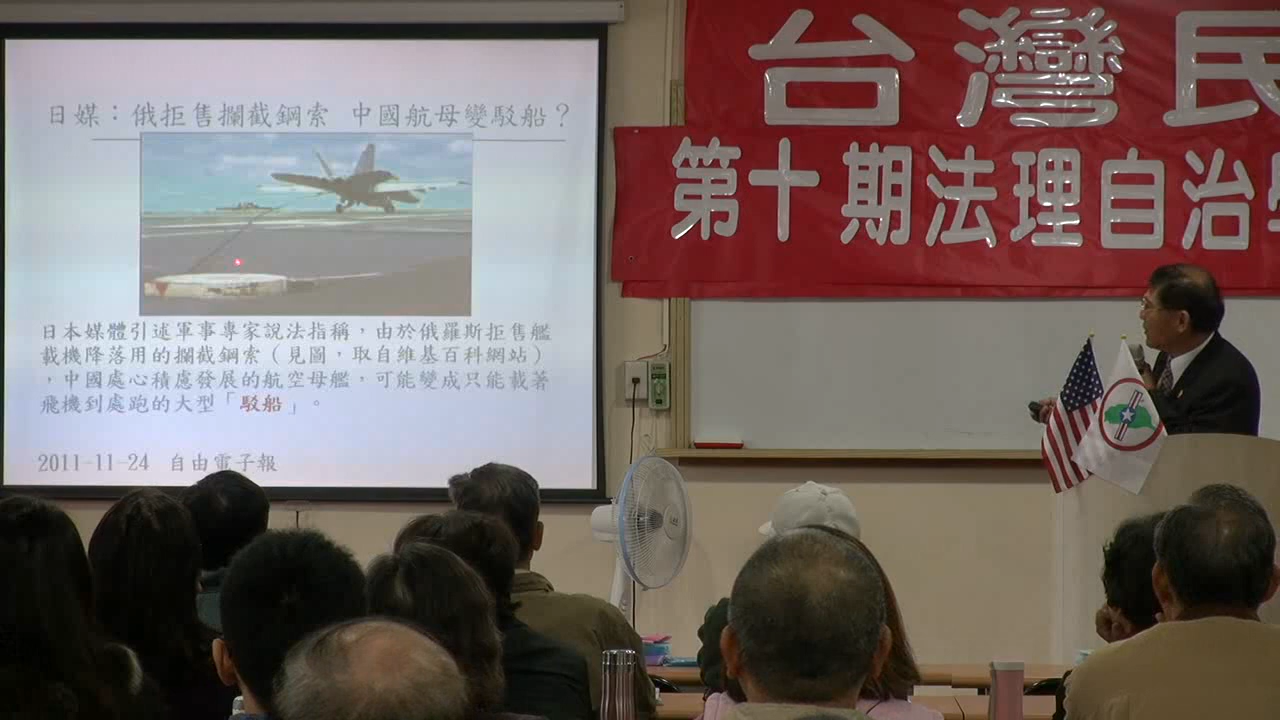 日媒：俄拒售攔截鋼索 中國航母變駁船？
日本媒體引述軍事專家說法指稱，由於俄羅斯拒售艦
載機降落用的攔截鋼索（見圖，取自維基百科網站）
，中國處心積慮發展的航空母艦，可能變成只能載著
飛機到處跑的大型「駁船」。
2011-11-24 自由電子報
台灣民
第十期法理自治學